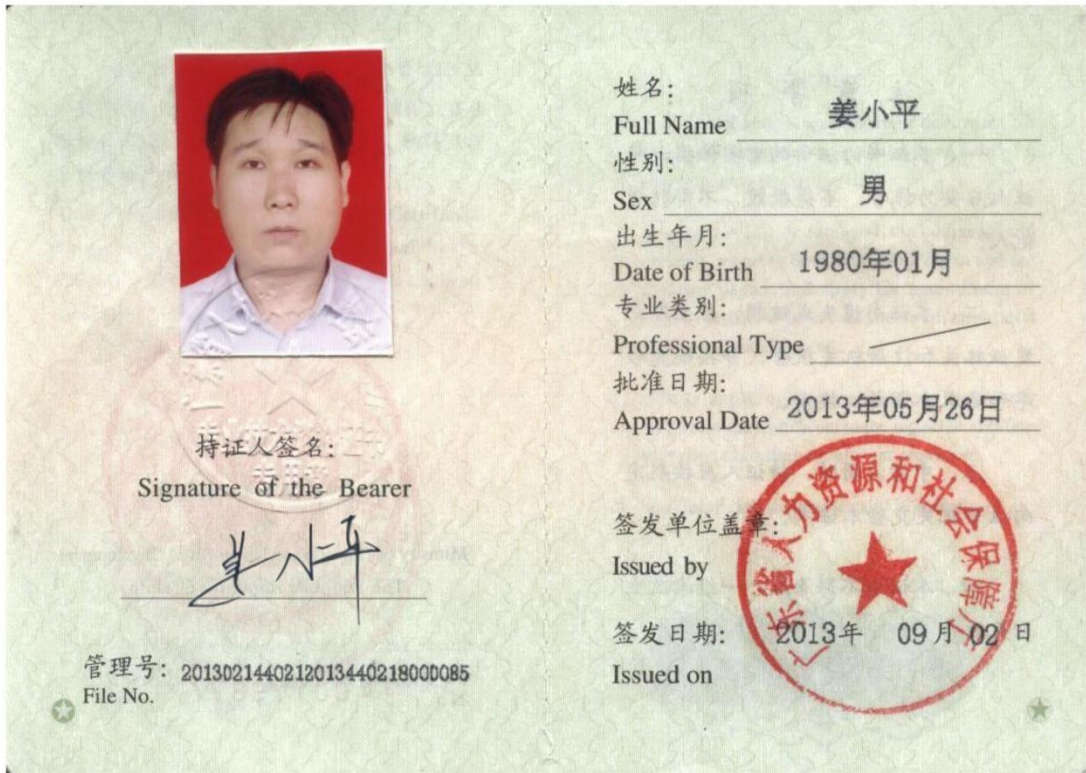 持证人签名:
Signature of the Bearer
姜小平
管理号: 2013021440212013440218000085
File No.
姓名:
Full Name 姜小平
性别:
Sex 男
出生年月:
Date of Birth 1980年01月
专业类别:
Professional Type
批准日期:
Approval Date 2013年05月26日
签发单位盖章:
Issued by
广东省人力资源和社会保障厅
签发日期: 2013年 09月 02日
Issued on